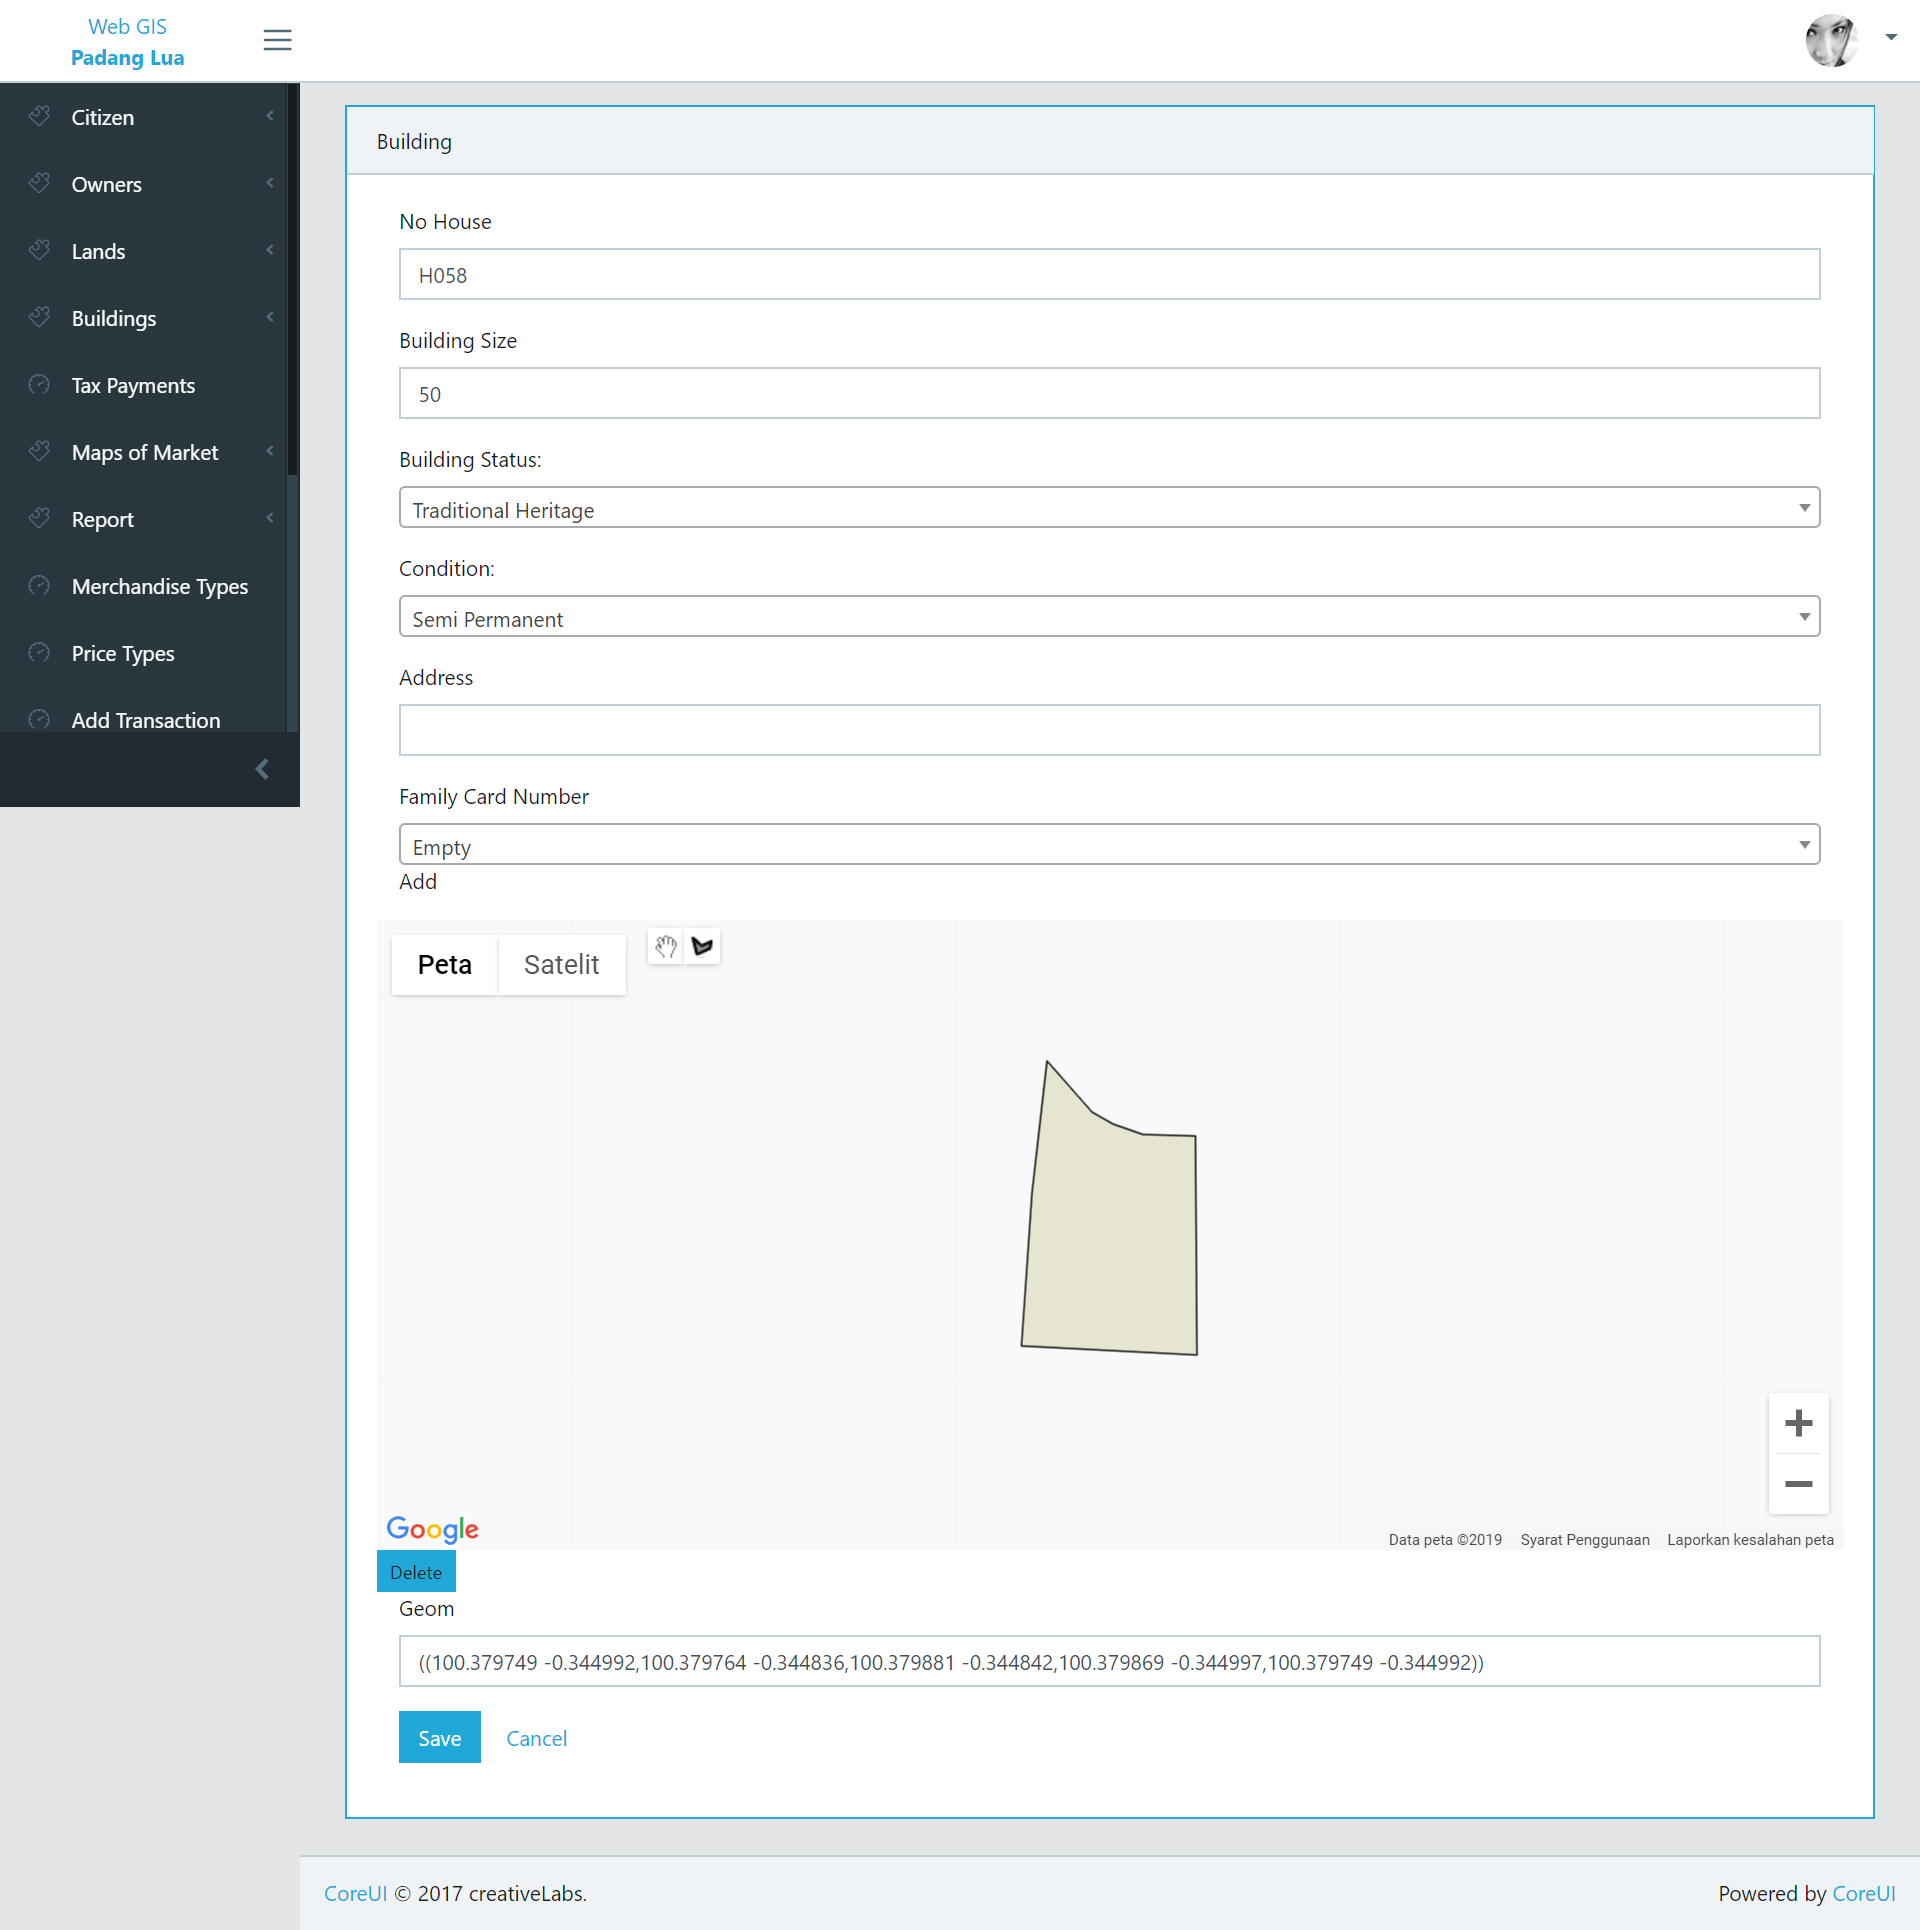 Web GIS
Padang Lua
Citizen
Owners
Lands
Buildings
Tax Payments
Maps of Market
Report
Merchandise Types
Price Types
Add Transaction
Building
No House
H058
Building Size
50
Building Status:
Traditional Heritage
Condition:
Semi Permanent
Address
Family Card Number
Empty
Add
Peta
Satelit
Google
Data peta ©2019
Syarat Penggunaan
Laporkan kesalahan peta
Delete
Geom
((100.379749 -0.344992,100.379764 -0.344836,100.379881 -0.344842,100.379869 -0.344997,100.379749 -0.344992))
Save
Cancel
CoreUI © 2017 creativeLabs.
Powered by CoreUI